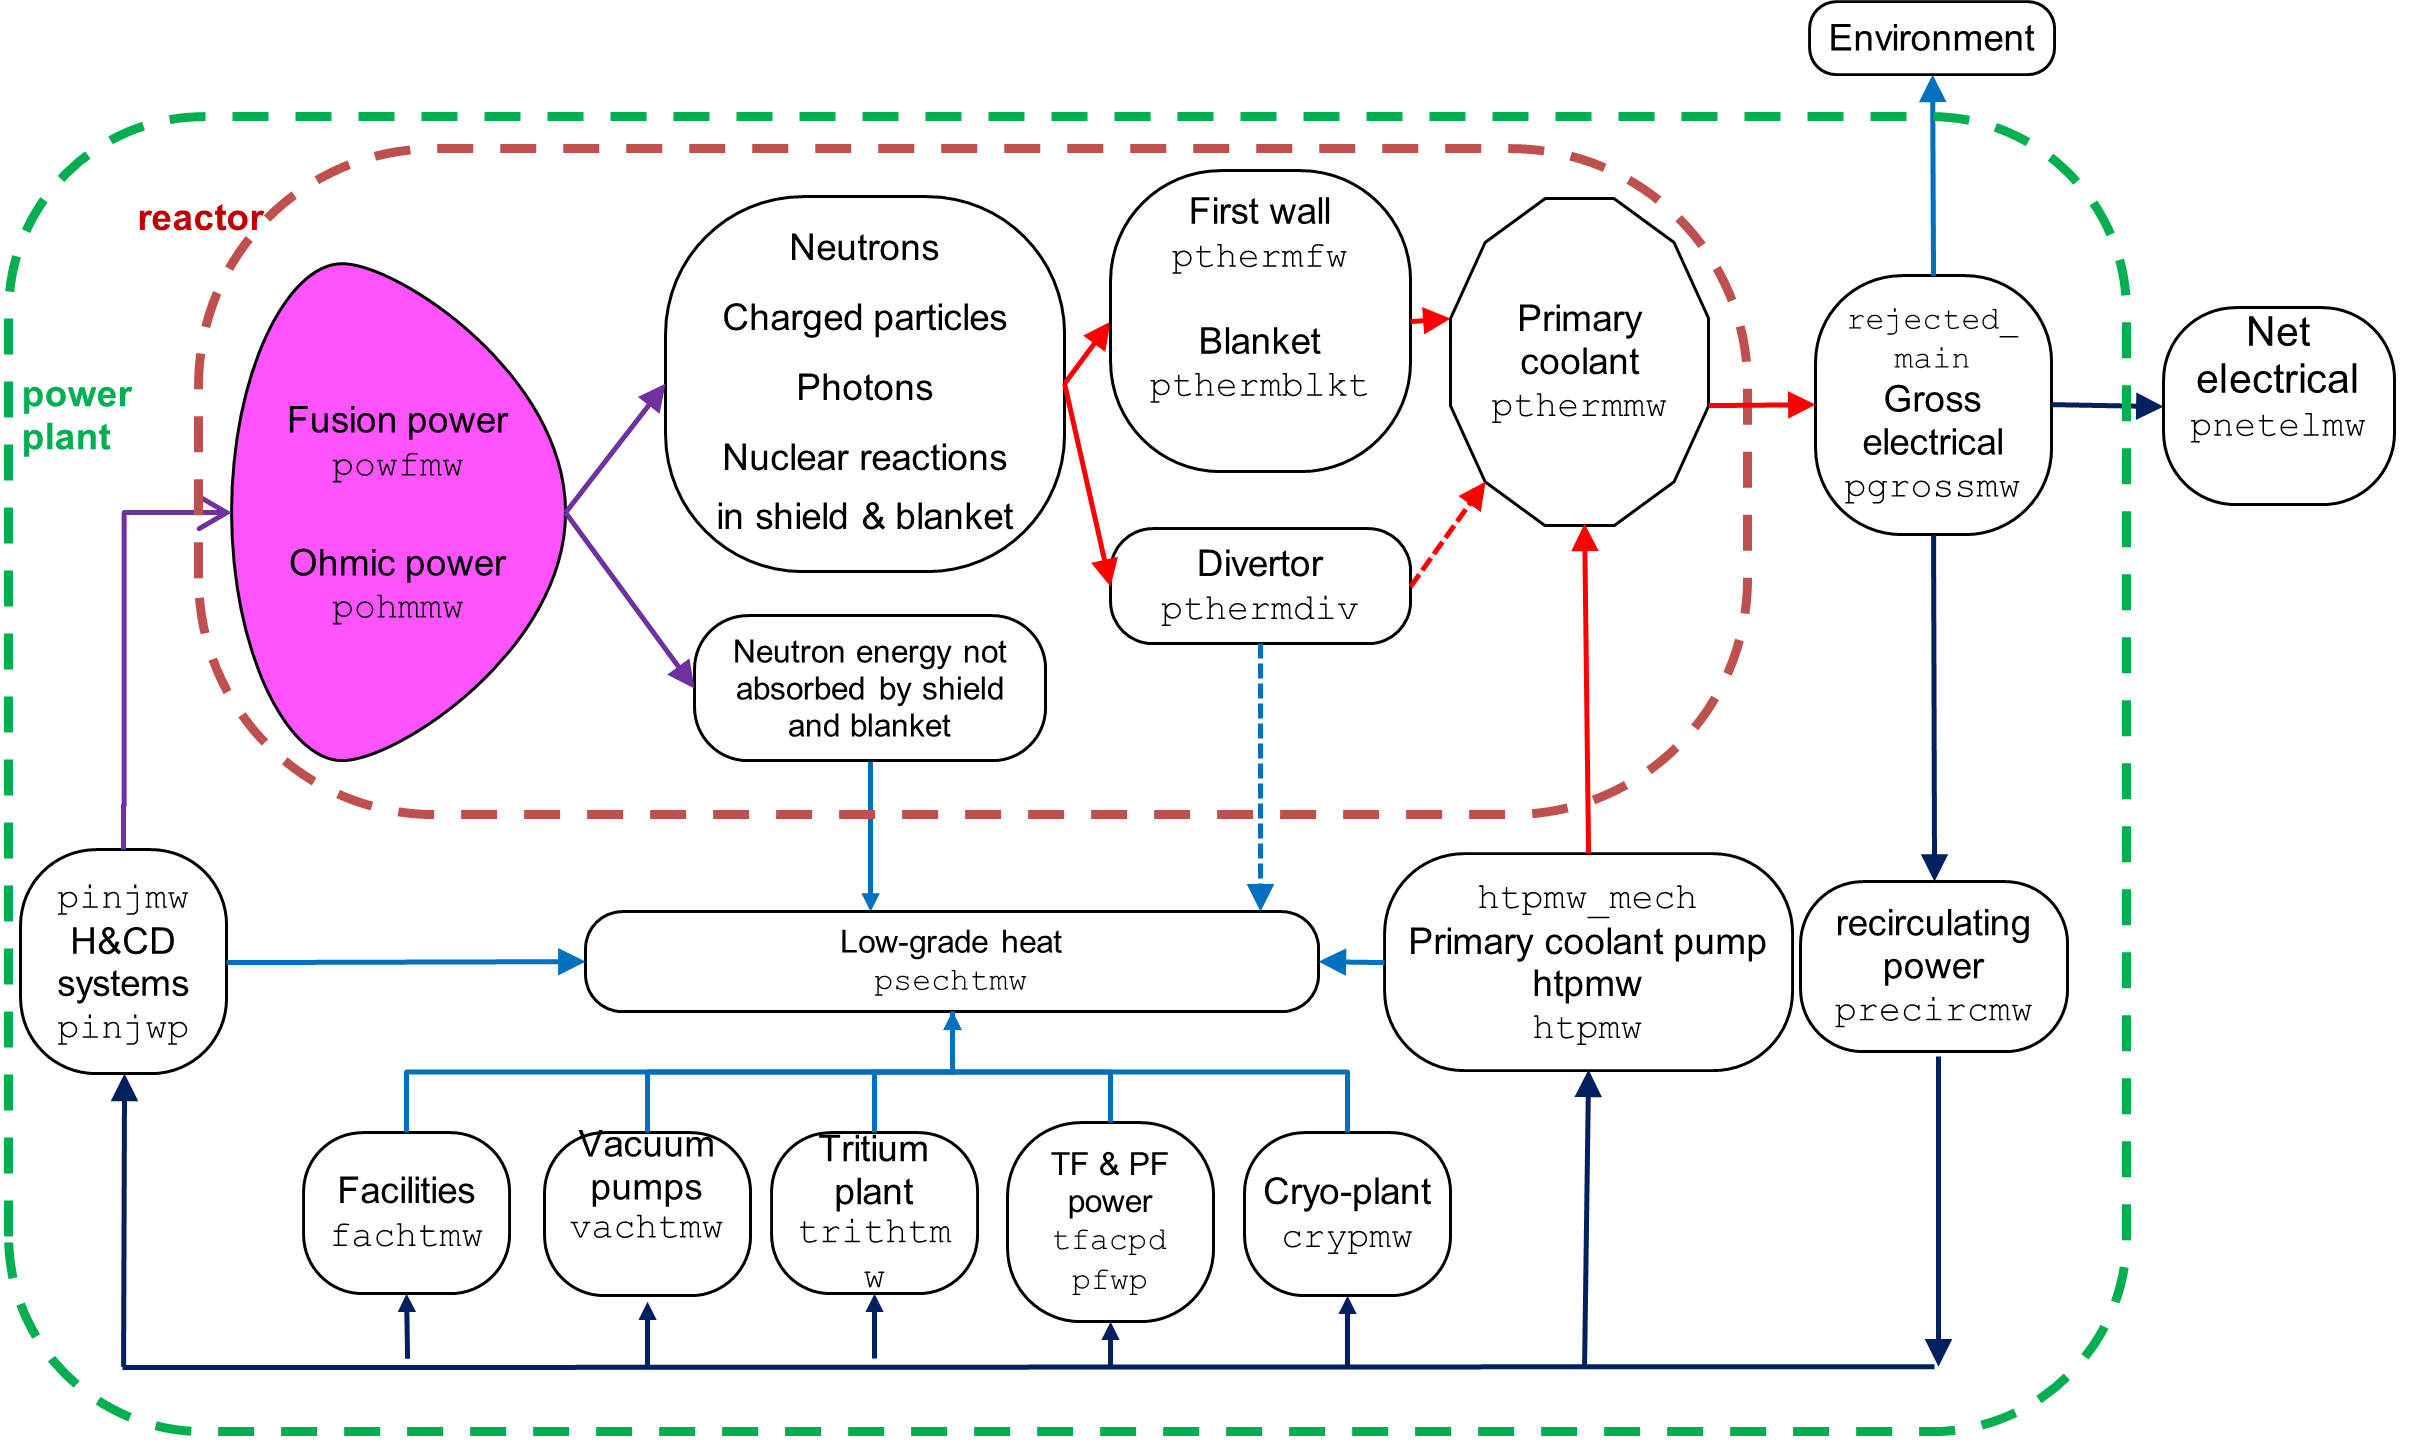 Environment
reactor
power
plant
Fusion power
powfmw
Ohmic power
pohmmw
Neutrons
Charged particles
Photons
Nuclear reactions
in shield & blanket
Neutron energy not
absorbed by shield
and blanket
First wall
pthermfw
Blanket
pthermblkt
Divertor
pthermdiv
Primary
coolant
pthermmw
rejected_
main
Gross
electrical
pgrossmw
Net
electrical
pnetelmw
pinjmw
H&CD
systems
pinjwp
Low-grade heat
psechtmw
htpmw_mech
Primary coolant pump
htpmw
htpmw
recirculating
power
precircmw
Facilities
fachtmw
Vacuum
pumps
vachtmw
Tritium
plant
trithtm
w
TF & PF
power
tfacpd
pfwp
Cryo-plant
crypmw